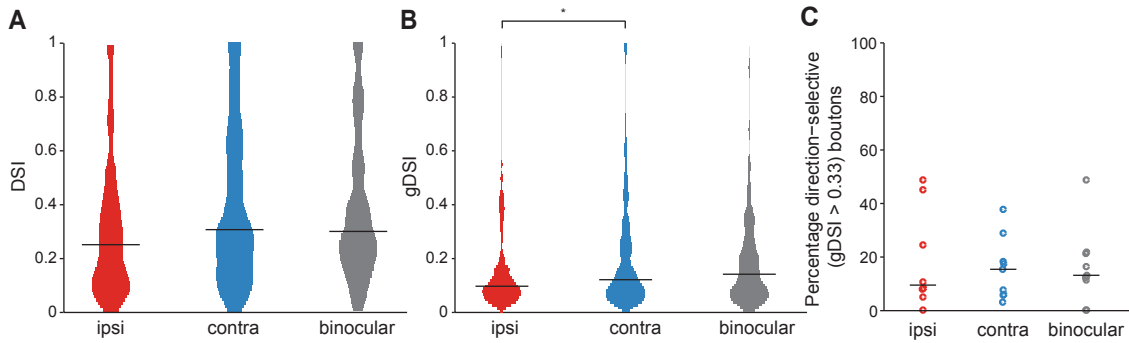 A
DSI
1
0.8
0.6
0.4
0.2
0
ipsi contra binocular
B
*
gDSI
1
0.8
0.6
0.4
0.2
0
ipsi contra binocular
C
Percentage direction−selective
(gDSI > 0.33) boutons
100
80
60
40
20
0
ipsi contra binocular